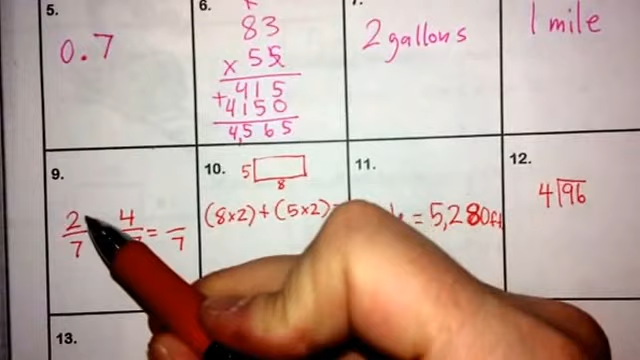 5.
0.7
6.
83
x 55
+415
4150
4,565
2 gallons
1 mile
9.
2/7 4/ = /7
10.
5
8
(8x2)+(5x2)=
11.
= 5,280ft
12.
4⟌96
13.